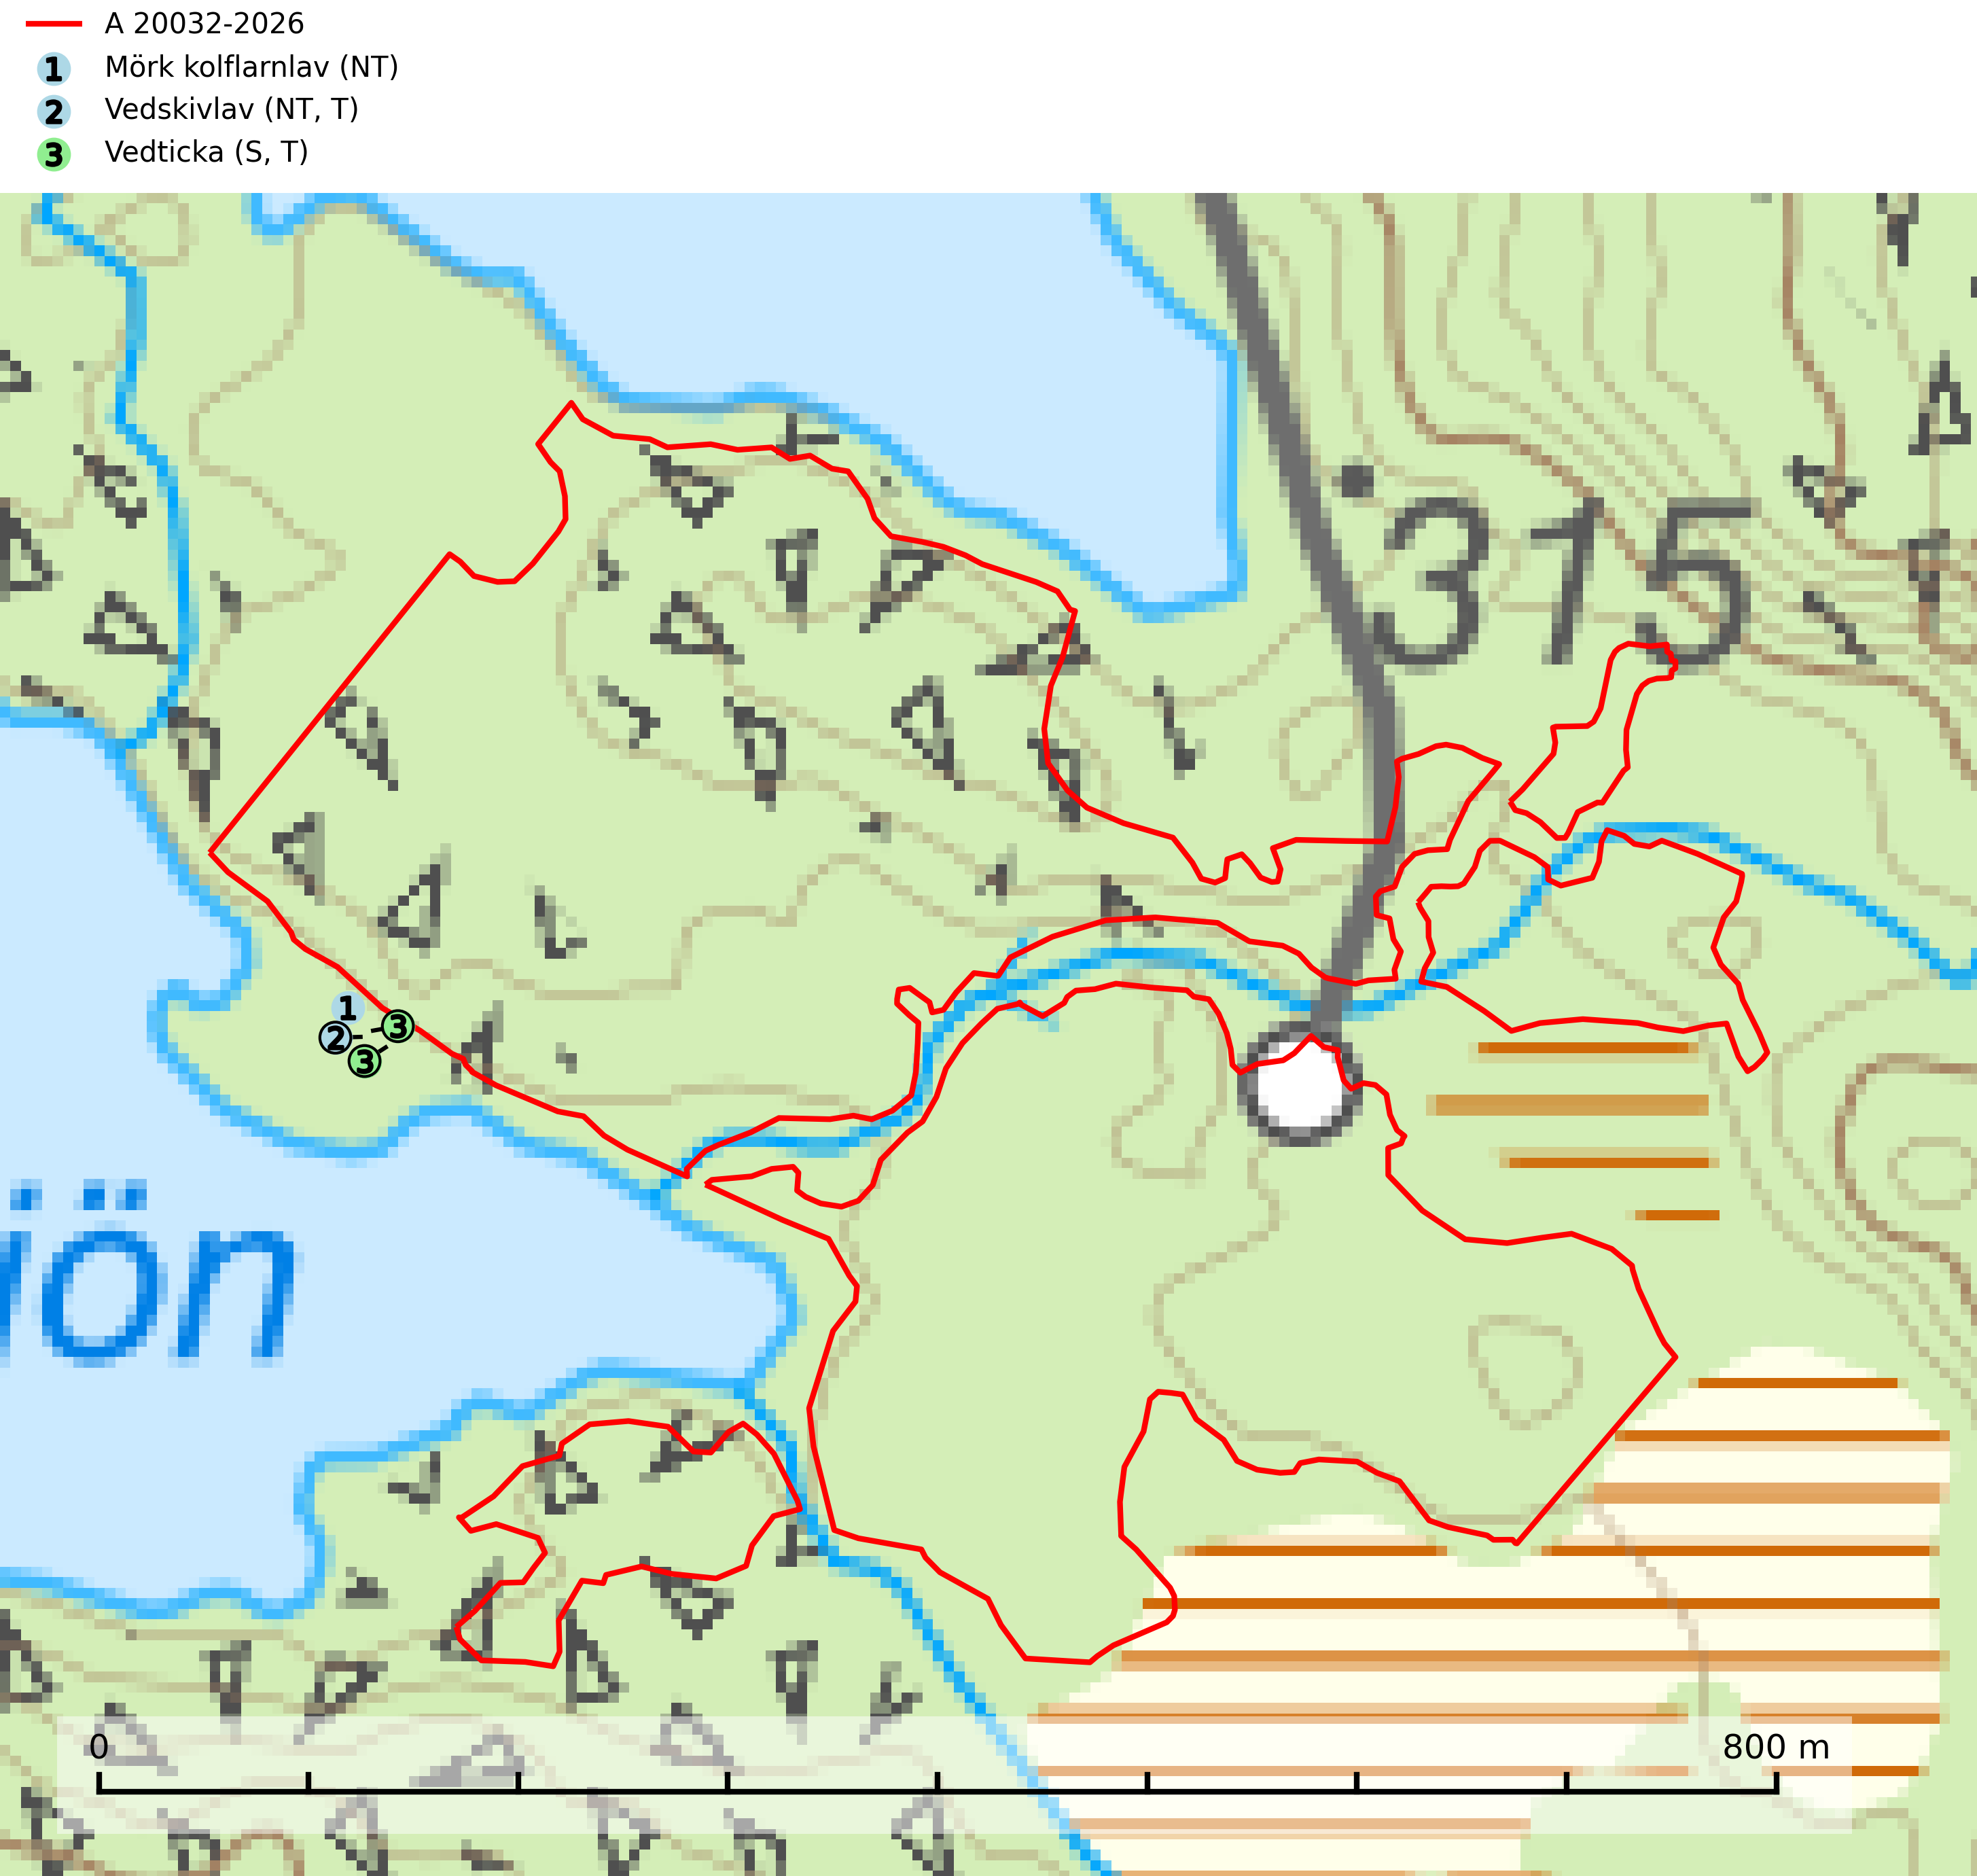 A 20032-2026
1 Mörk kolflarnlav (NT)
2 Vedskivlav (NT, T)
3 Vedticka (S, T)
315
1
2
3
3
jön
0
800 m